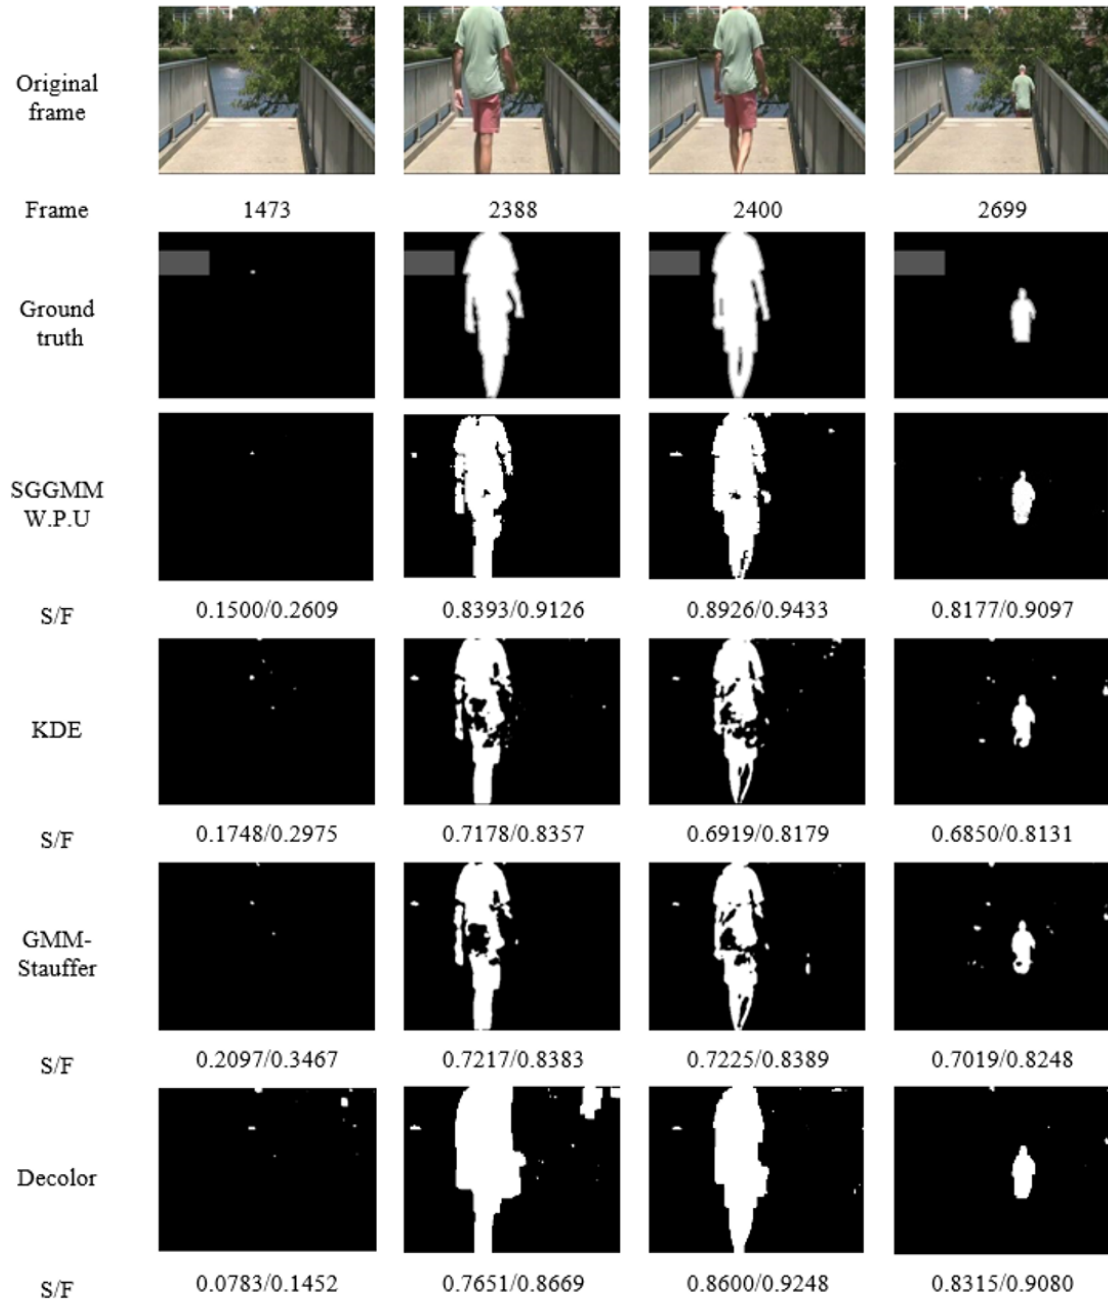 Original
frame
Frame 1473 2388 2400 2699
Ground
truth
SGGMM
W.P.U
S/F 0.1500/0.2609 0.8393/0.9126 0.8926/0.9433 0.8177/0.9097
KDE
S/F 0.1748/0.2975 0.7178/0.8357 0.6919/0.8179 0.6850/0.8131
GMM-
Stauffer
S/F 0.2097/0.3467 0.7217/0.8383 0.7225/0.8389 0.7019/0.8248
Decolor
S/F 0.0783/0.1452 0.7651/0.8669 0.8600/0.9248 0.8315/0.9080